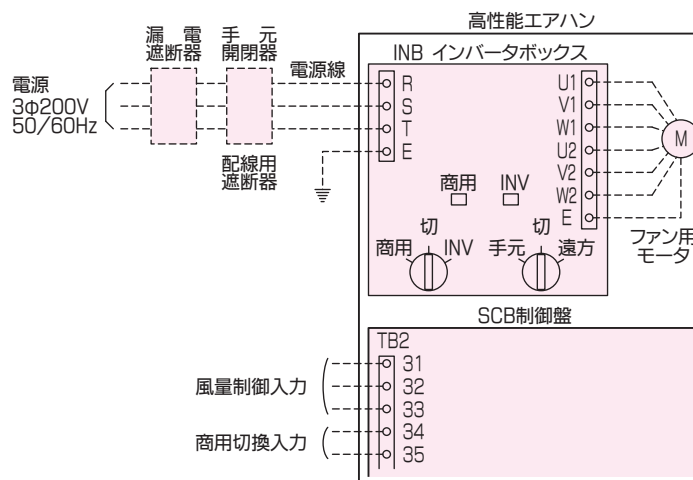 高性能エアハン
漏電
遮断器
手元
開閉器
電源線
電源
3φ200V
50/60Hz
配線用
遮断器
INB インバータボックス
R
S
T
E
U1
V1
W1
U2
V2
W2
E
M
ファン用
モータ
商用
INV
切
商用
INV
切
手元
遠方
SCB制御盤
TB2
31
32
33
34
35
風量制御入力
商用切換入力